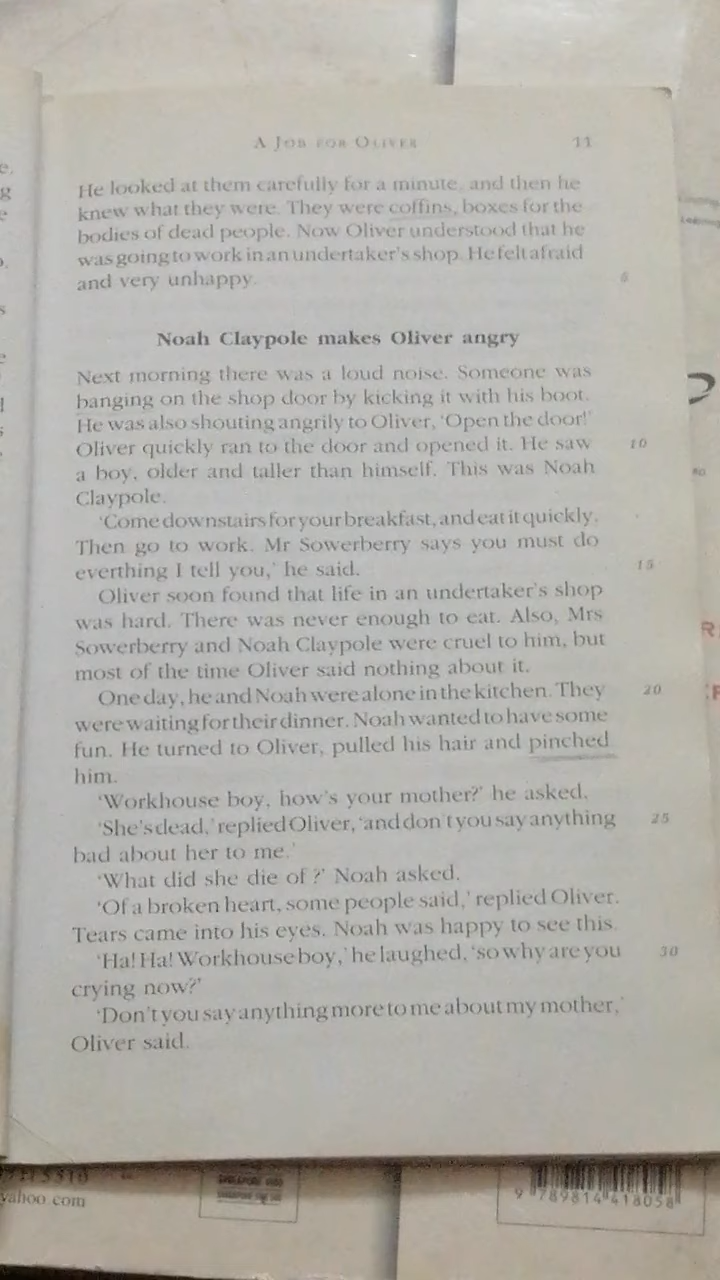 A JOB FOR OLIVER 11
He looked at them carefully for a minute, and then he
knew what they were. They were coffins, boxes for the
bodies of dead people. Now Oliver understood that he
was going to work in an undertaker's shop. He felt afraid
and very unhappy. 5
Noah Claypole makes Oliver angry
Next morning there was a loud noise. Someone was
banging on the shop door by kicking it with his boot.
He was also shouting angrily to Oliver, 'Open the door!'
Oliver quickly ran to the door and opened it. He saw 10
a boy, older and taller than himself. This was Noah
Claypole.
'Come downstairs for your breakfast, and eat it quickly.
Then go to work. Mr Sowerberry says you must do
everthing I tell you,' he said. 15
Oliver soon found that life in an undertaker's shop
was hard. There was never enough to eat. Also, Mrs
Sowerberry and Noah Claypole were cruel to him, but
most of the time Oliver said nothing about it.
One day, he and Noah were alone in the kitchen. They 20
were waiting for their dinner. Noah wanted to have some
fun. He turned to Oliver, pulled his hair and pinched
him.
'Workhouse boy, how's your mother?' he asked.
'She's dead,' replied Oliver, 'and don't you say anything 25
bad about her to me.'
'What did she die of ?' Noah asked.
'Of a broken heart, some people said,' replied Oliver.
Tears came into his eyes. Noah was happy to see this.
'Ha! Ha! Workhouse boy,' he laughed, 'so why are you 30
crying now?'
'Don't you say anything more to me about my mother,'
Oliver said.
yahoo.com
9 789814 418058